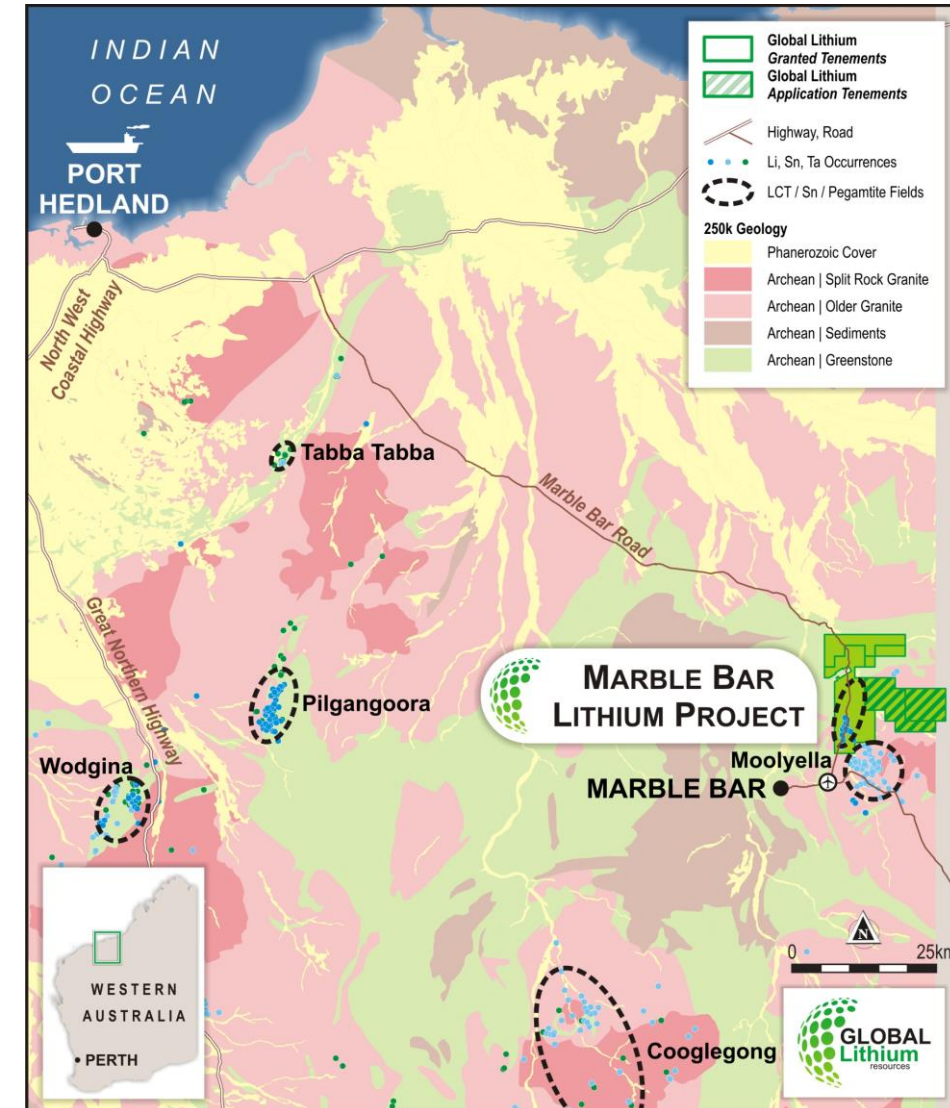 INDIAN
OCEAN
PORT
HEDLAND
North West
Coastal Highway
Tabba Tabba
Marble Bar Road
Great Northern Highway
Pilgangoora
Wodgina
MARBLE BAR
LITHIUM PROJECT
Moolyella
MARBLE BAR
Cooglegong
N
0 25km
WESTERN
AUSTRALIA
PERTH
GLOBAL
Lithium
resources
Global Lithium
Granted Tenements
Global Lithium
Application Tenements
Highway, Road
Li, Sn, Ta Occurrences
LCT / Sn / Pegamtite Fields
250k Geology
Phanerozoic Cover
Archean | Split Rock Granite
Archean | Older Granite
Archean | Sediments
Archean | Greenstone